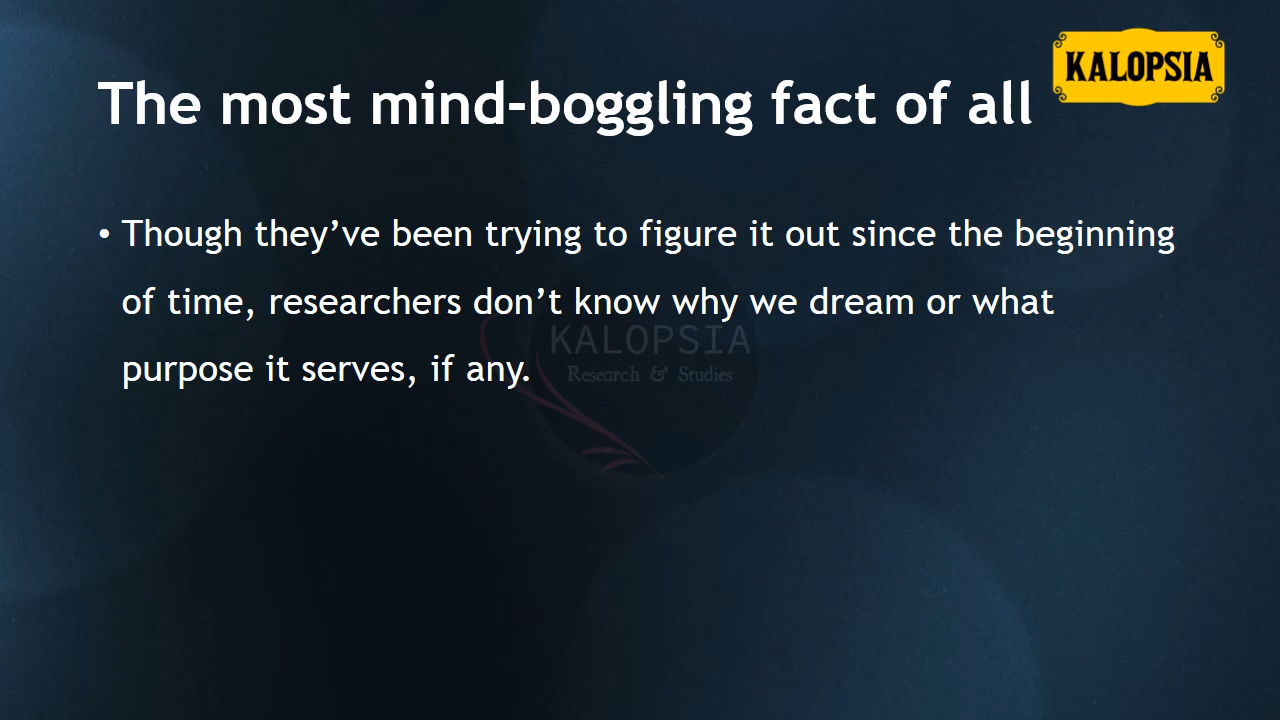 KALOPSIA
The most mind-boggling fact of all
• Though they’ve been trying to figure it out since the beginning
of time, researchers don’t know why we dream or what
purpose it serves, if any.
KALOPSIA
Research & Studies